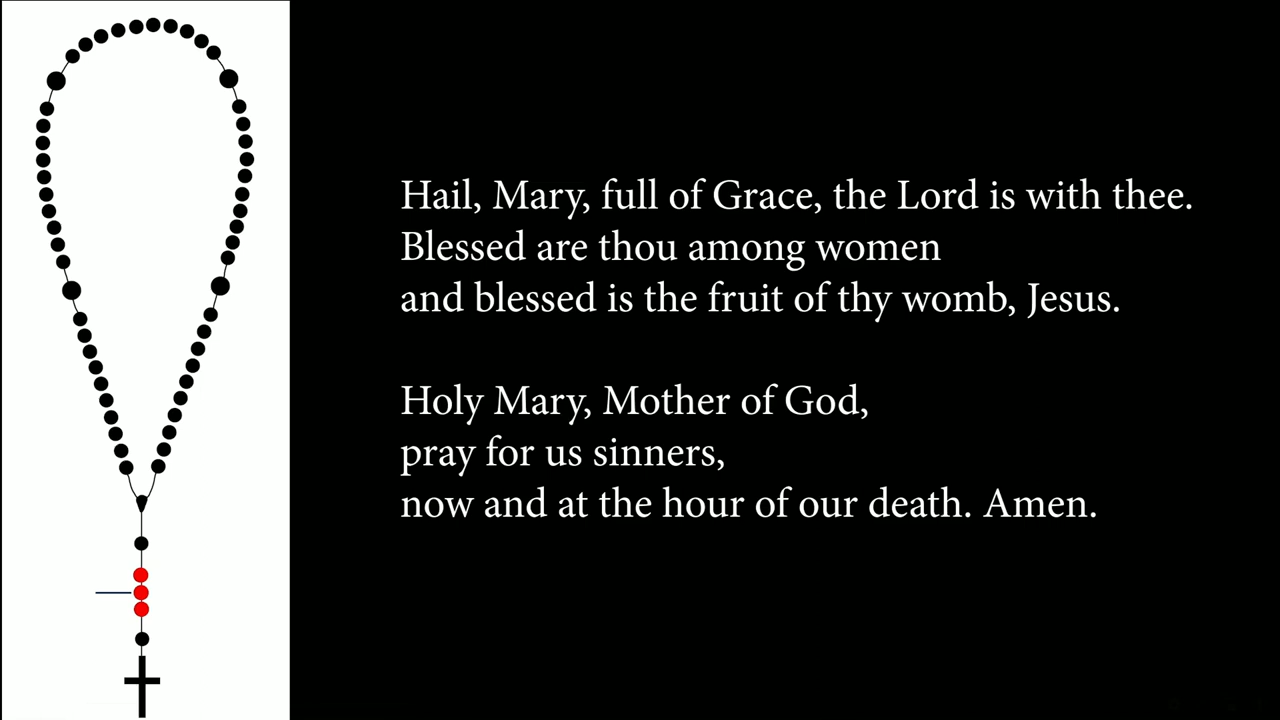 Hail, Mary, full of Grace, the Lord is with thee.
Blessed are thou among women
and blessed is the fruit of thy womb, Jesus.
Holy Mary, Mother of God,
pray for us sinners,
now and at the hour of our death. Amen.